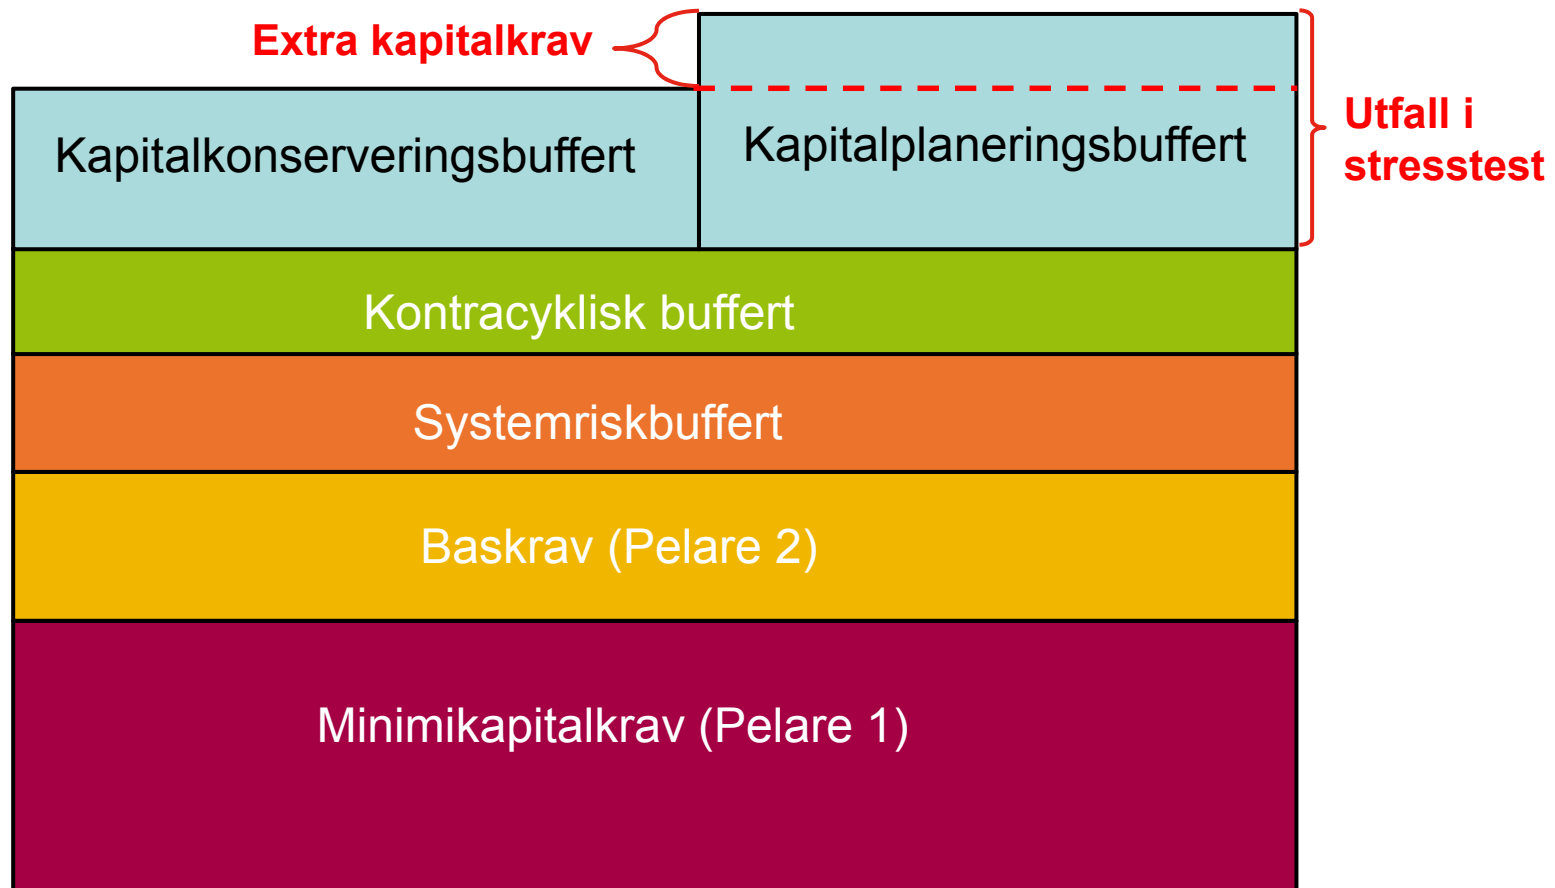 Extra kapitalkrav
Kapitalkonserveringsbuffert
Kapitalplaneringsbuffert
Utfall i
stresstest
Kontracyklisk buffert
Systemriskbuffert
Baskrav (Pelare 2)
Minimikapitalkrav (Pelare 1)